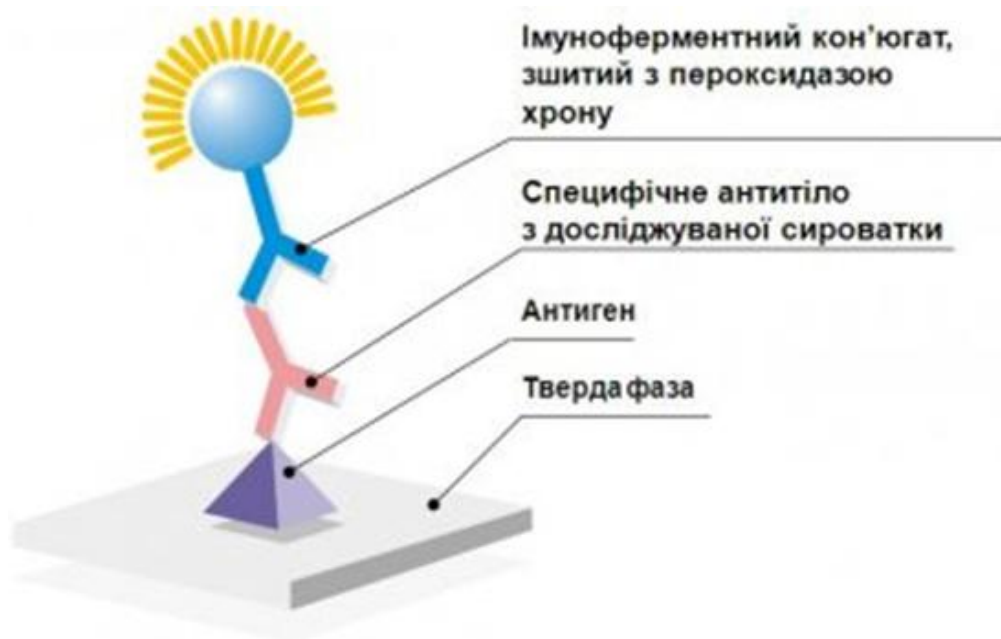 Імуноферментний кон’югат,
зшитий з пероксидазою
хрону
Специфічне антитіло
з досліджуваної сироватки
Антиген
Тверда фаза